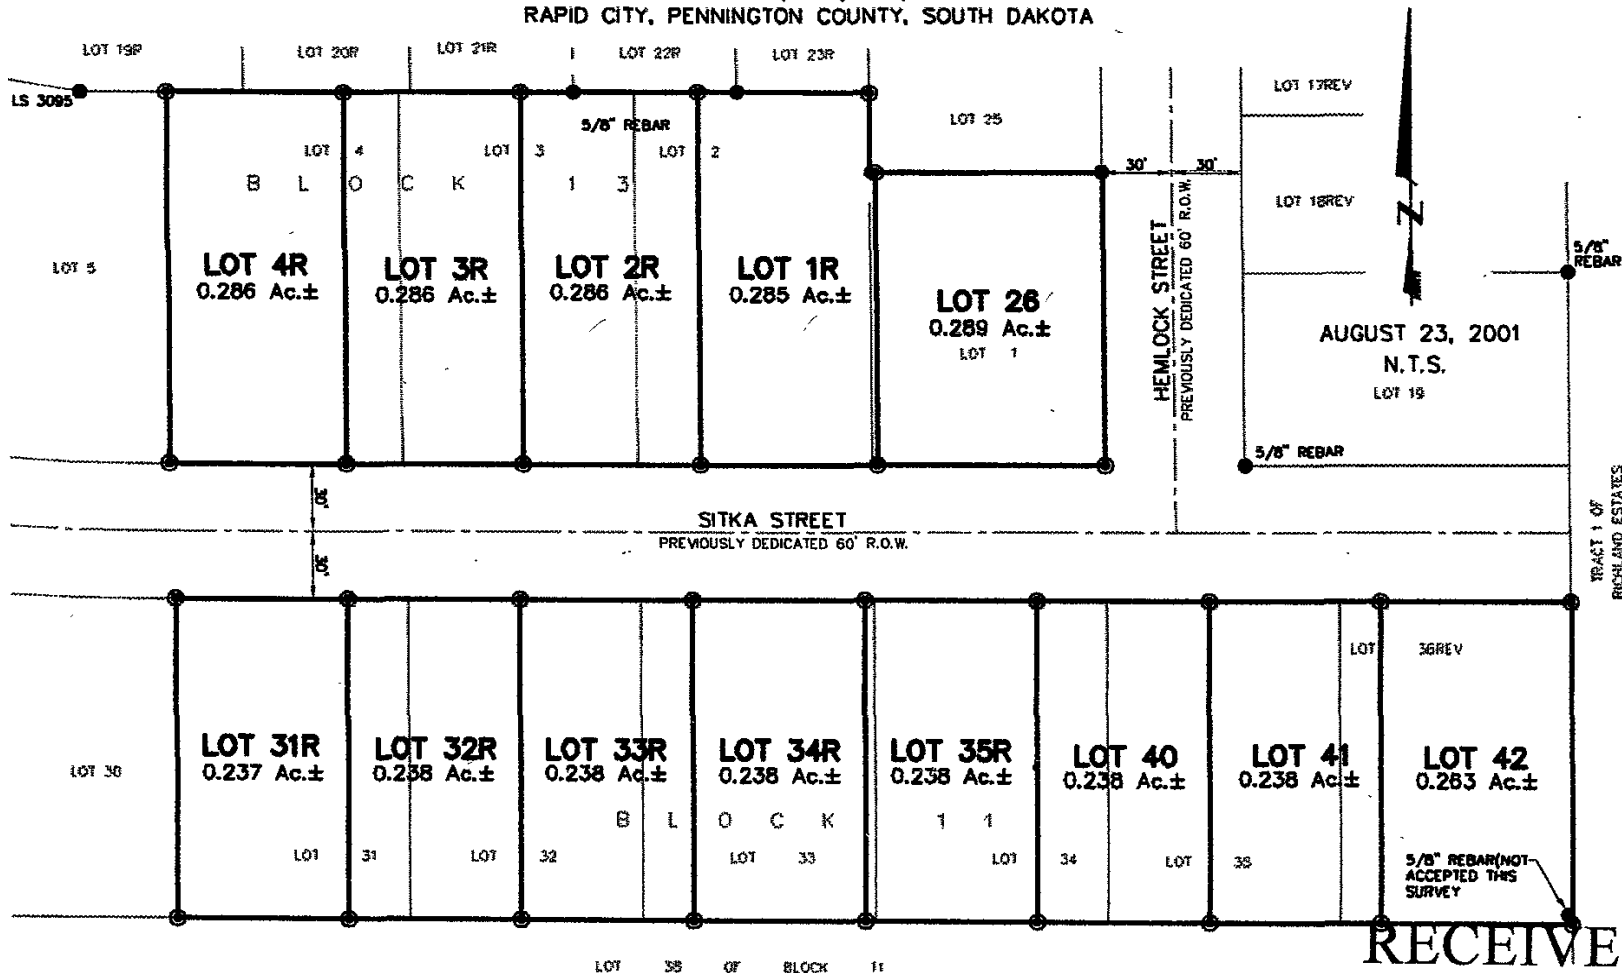 RAPID CITY, PENNINGTON COUNTY, SOUTH DAKOTA
LOT 19R
LOT 20R
LOT 21R
LOT 22R
LOT 23R
LS 3095
5/8" REBAR
LOT 25
LOT 17REV
LOT 4
LOT 3
LOT 2
BLOCK 13
30'
30'
LOT 18REV
N
5/8"
REBAR
LOT 5
LOT 4R
0.286 Ac.±
LOT 3R
0.286 Ac.±
LOT 2R
0.286 Ac.±
LOT 1R
0.285 Ac.±
LOT 26
0.289 Ac.±
LOT 1
HEMLOCK STREET
PREVIOUSLY DEDICATED 60' R.O.W.
AUGUST 23, 2001
N.T.S.
LOT 19
5/8" REBAR
30'
SITKA STREET
PREVIOUSLY DEDICATED 60' R.O.W.
30'
TRACT 1 OF
RICHLAND ESTATES
LOT 36REV
LOT 30
LOT 31R
0.237 Ac.±
LOT 32R
0.238 Ac.±
LOT 33R
0.238 Ac.±
LOT 34R
0.238 Ac.±
LOT 35R
0.238 Ac.±
LOT 40
0.238 Ac.±
LOT 41
0.238 Ac.±
LOT 42
0.263 Ac.±
BLOCK 11
LOT 31
LOT 32
LOT 33
LOT 34
LOT 35
5/8" REBAR(NOT
ACCEPTED THIS
SURVEY
RECEIVE
LOT 38 OF BLOCK 11